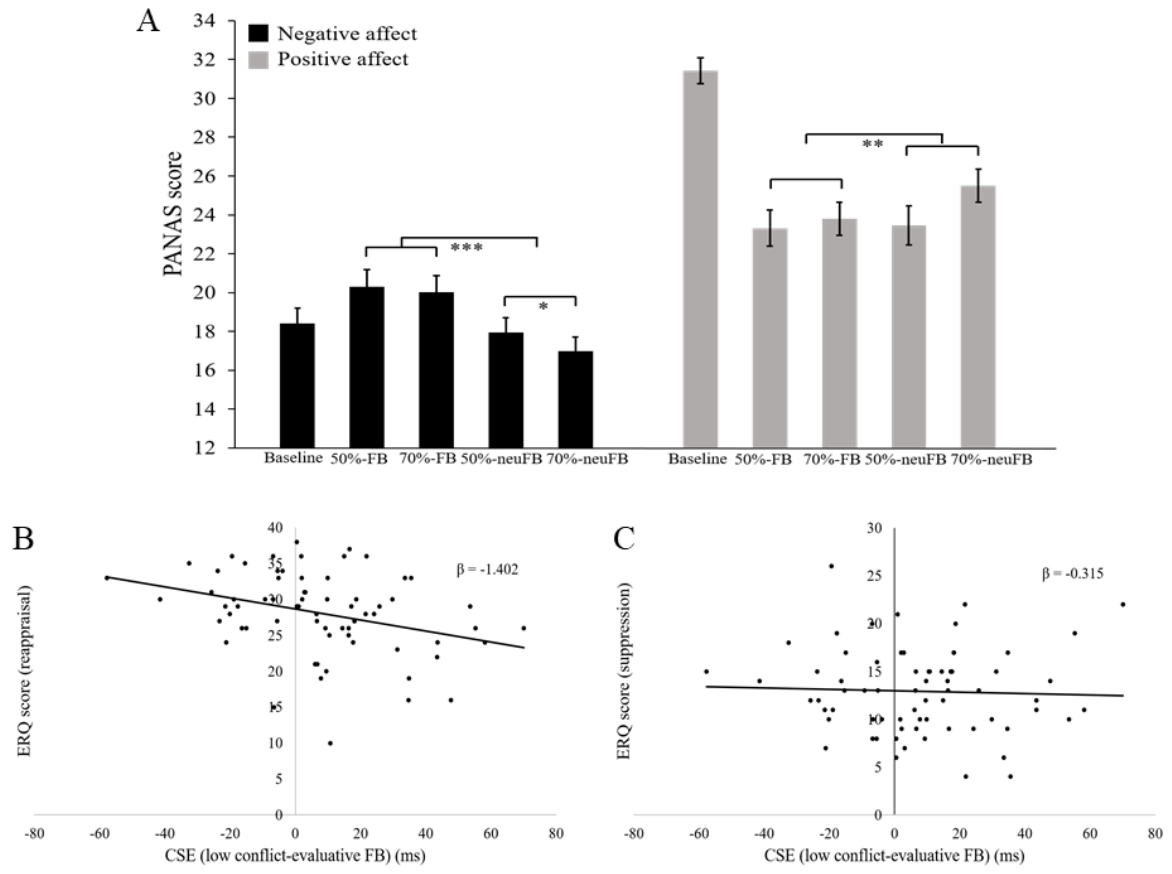 A
Negative affect
Positive affect
PANAS score
34
32
30
28
26
24
22
20
18
16
14
12
***
*
**
Baseline 50%-FB 70%-FB 50%-neuFB 70%-neuFB
Baseline 50%-FB 70%-FB 50%-neuFB 70%-neuFB
B
ERQ score (reappraisal)
40
35
30
25
20
15
10
5
0
β = -1.402
-80 -60 -40 -20 0 20 40 60 80
CSE (low conflict-evaluative FB) (ms)
C
ERQ score (suppression)
30
25
20
15
10
5
0
β = -0.315
-80 -60 -40 -20 0 20 40 60 80
CSE (low conflict-evaluative FB) (ms)